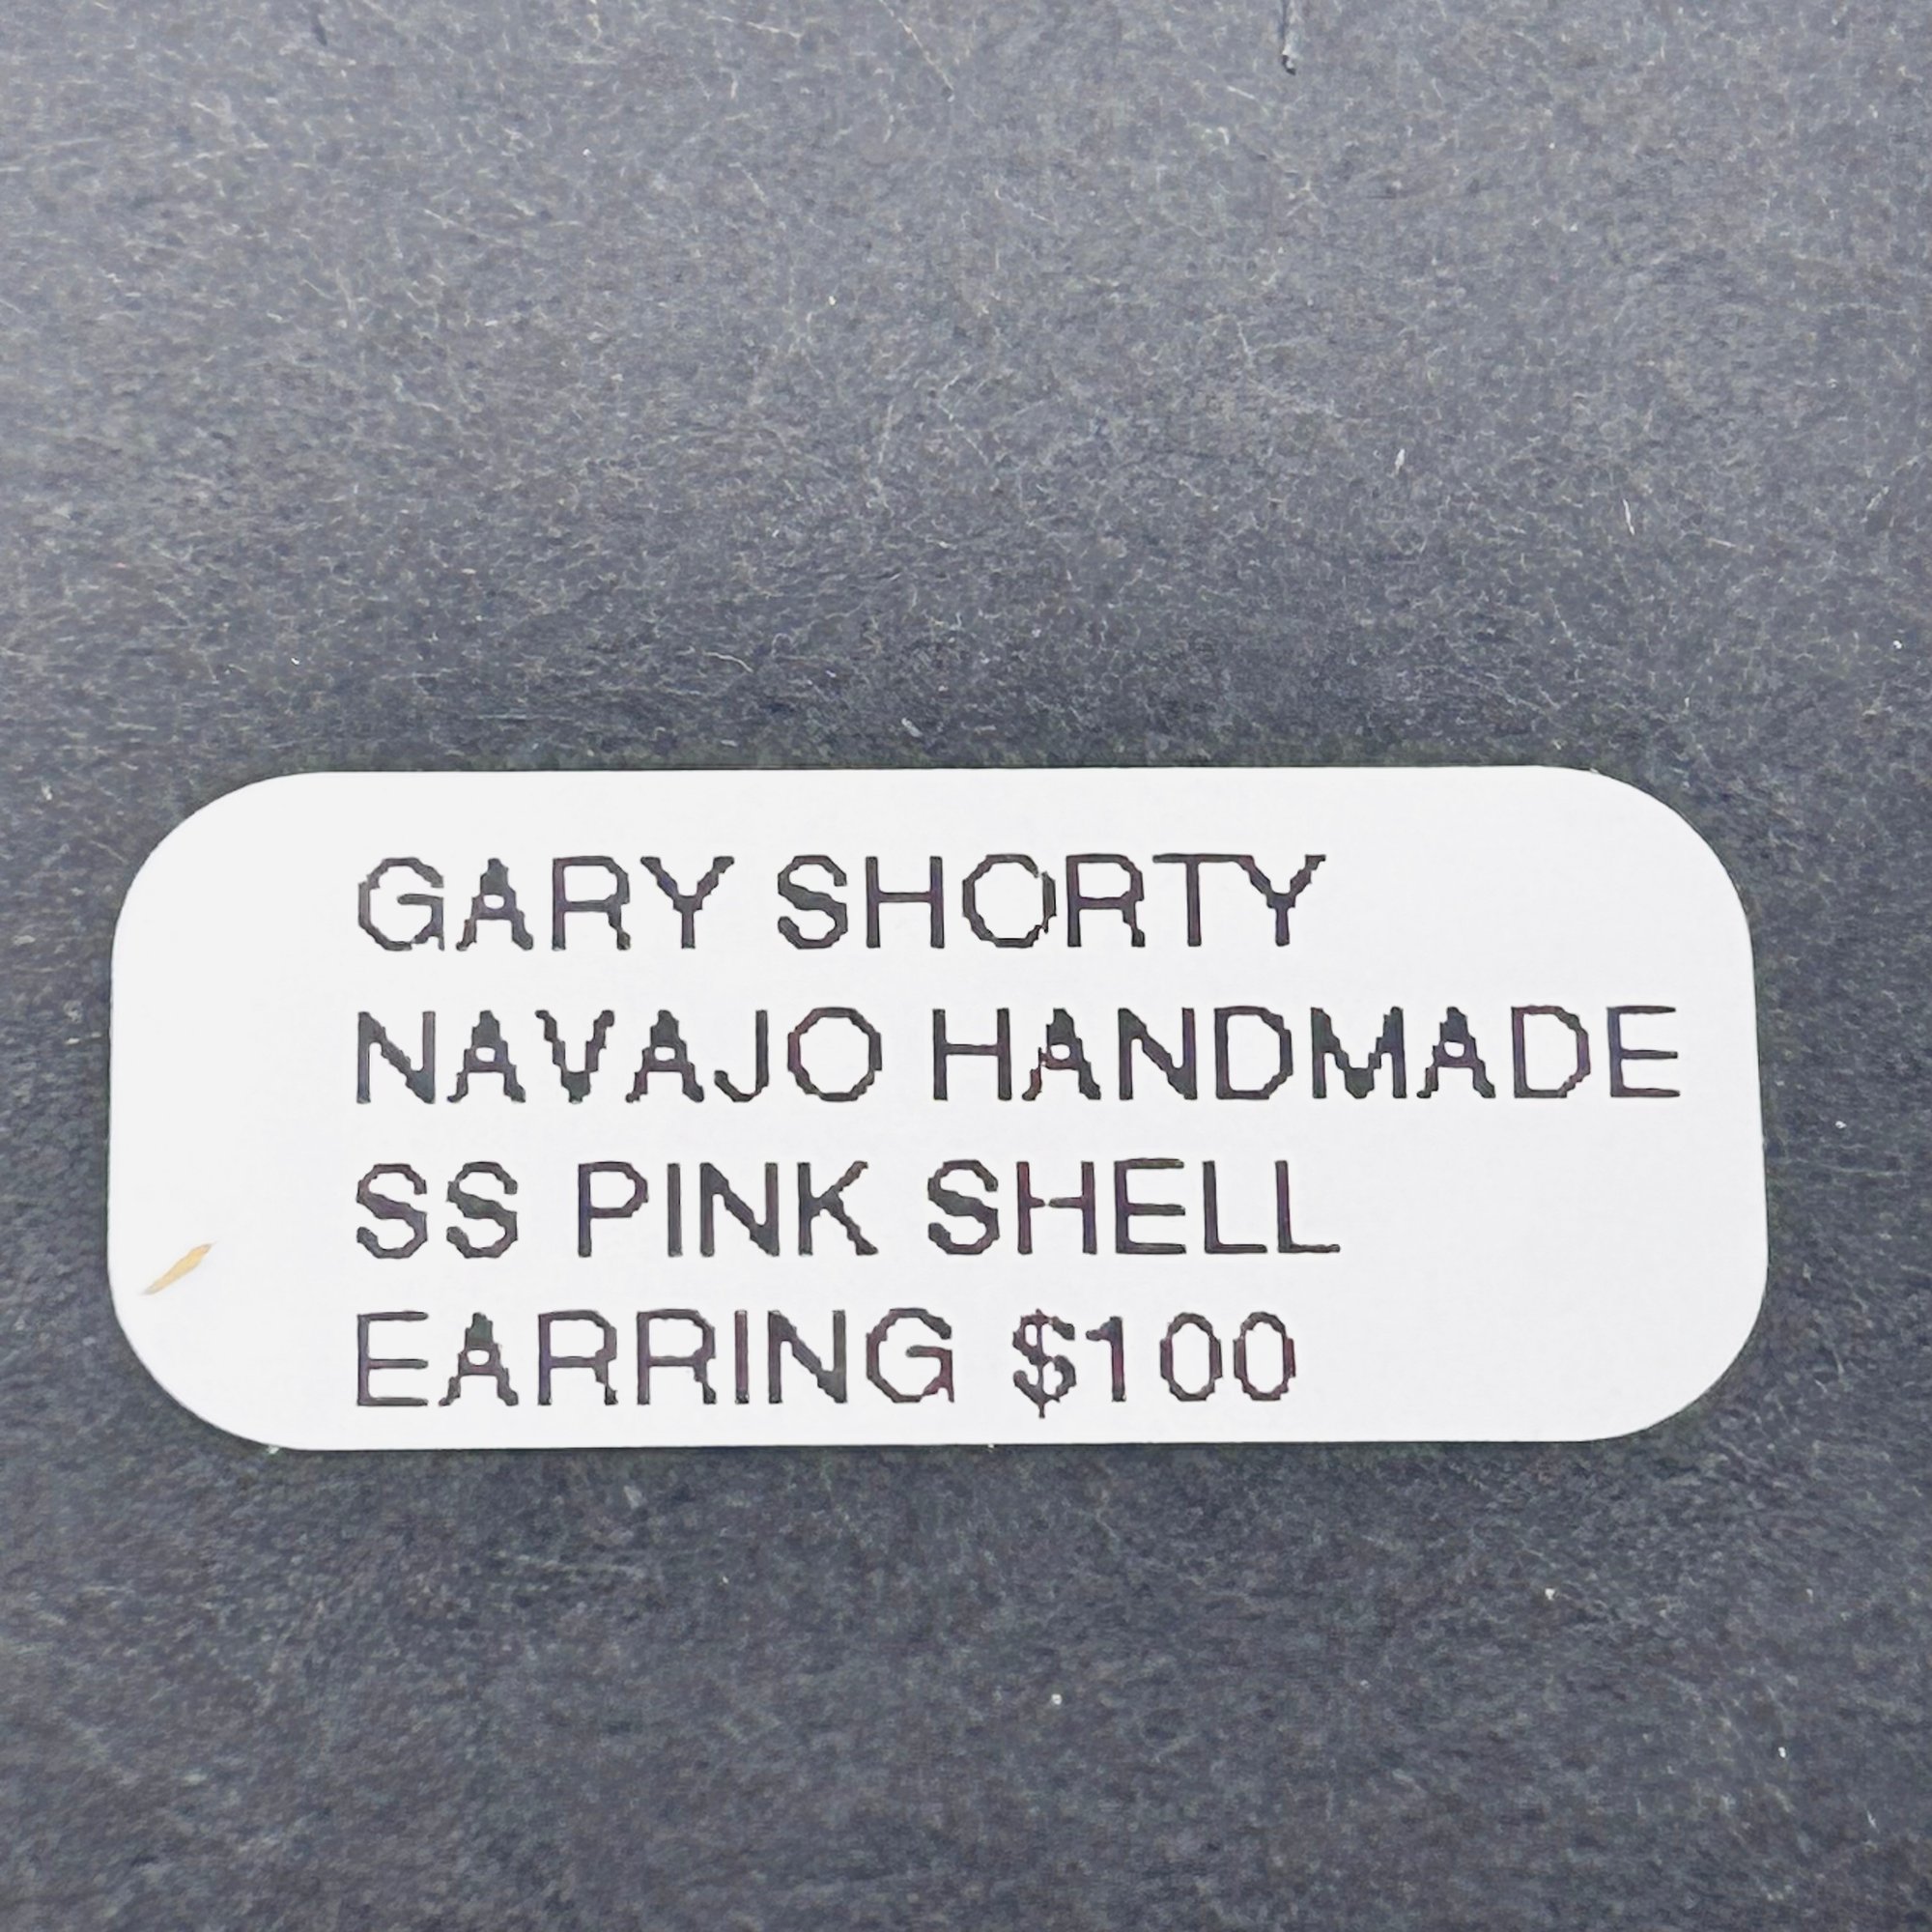 GARY SHORTY
NAVAJO HANDMADE
SS PINK SHELL
EARRING $100